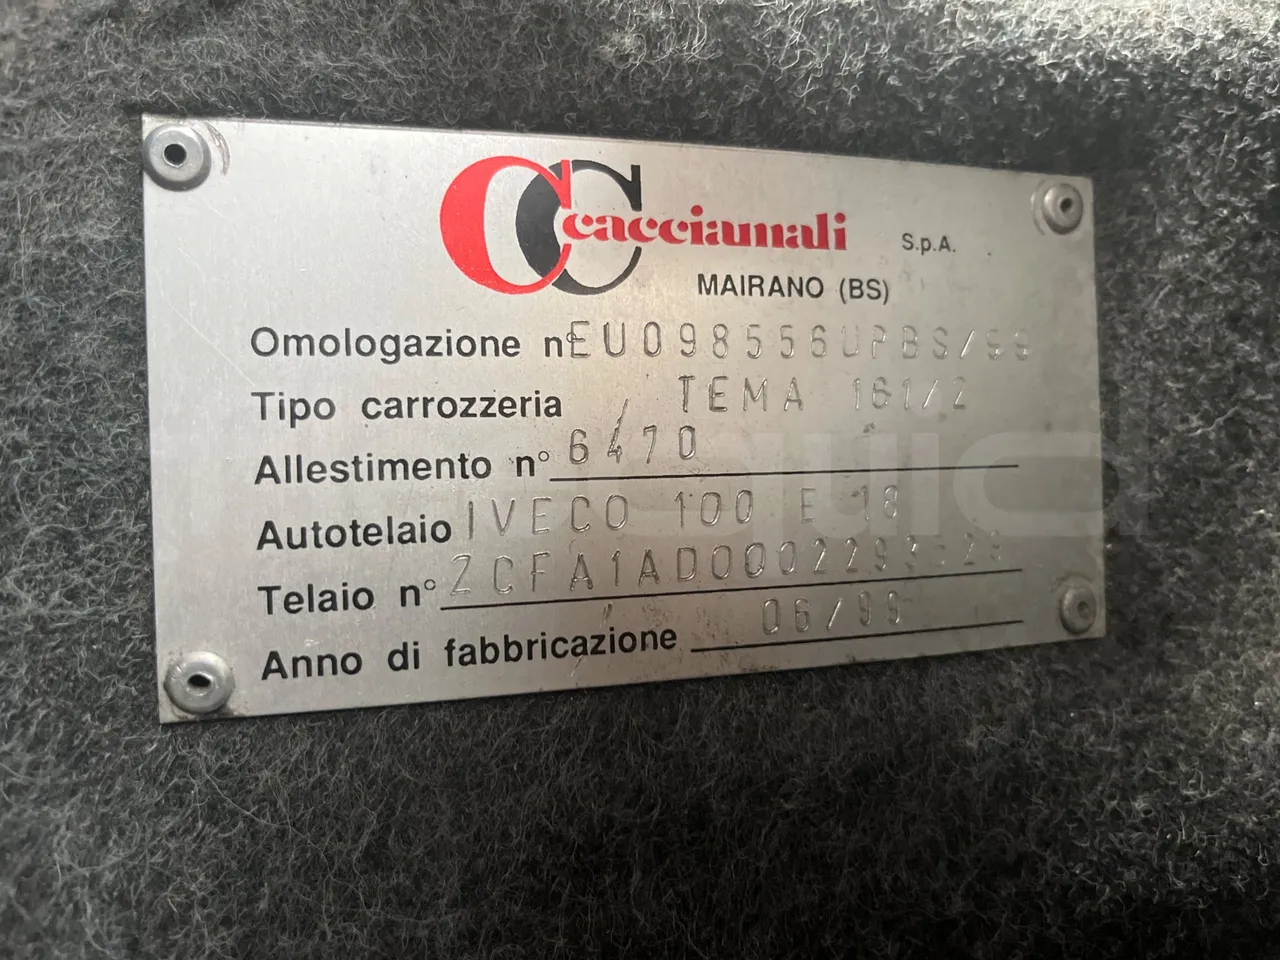 cacciamali S.p.A.
MAIRANO (BS)
Omologazione n° EU098556UPBS/99
Tipo carrozzeria TEMA 161/2
Allestimento n° 6470
Autotelaio IVECO 100 E 18
Telaio n°
Anno di fabbricazione 06/99